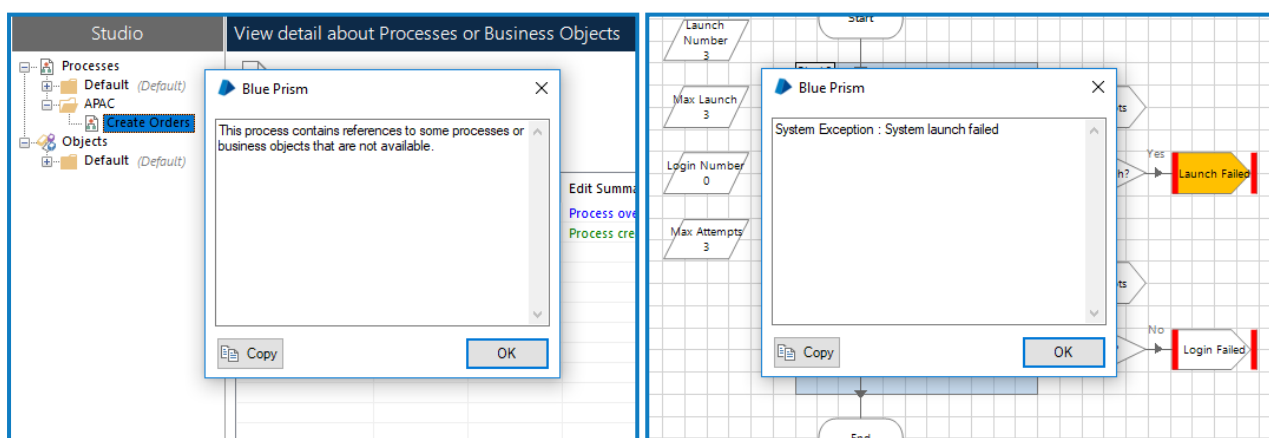 Studio
View detail about Processes or Business Objects
Processes
Default (Default)
APAC
Create Orders
Objects
Default (Default)
Blue Prism
This process contains references to some processes or
business objects that are not available.
Copy
OK
Edit Summa
Process ove
Process cre
Start
Launch
Number
3
Max Launch
3
Login Number
0
Max Attempts
3
Blue Prism
System Exception : System launch failed
Copy
OK
pts
Yes
h?
Launch Failed
pts
No
?
Login Failed
End